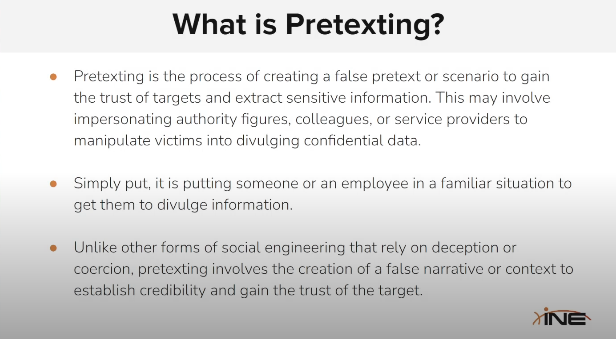 What is Pretexting?
Pretexting is the process of creating a false pretext or scenario to gain
the trust of targets and extract sensitive information. This may involve
impersonating authority figures, colleagues, or service providers to
manipulate victims into divulging confidential data.
Simply put, it is putting someone or an employee in a familiar situation to
get them to divulge information.
Unlike other forms of social engineering that rely on deception or
coercion, pretexting involves the creation of a false narrative or context to
establish credibility and gain the trust of the target.
INE